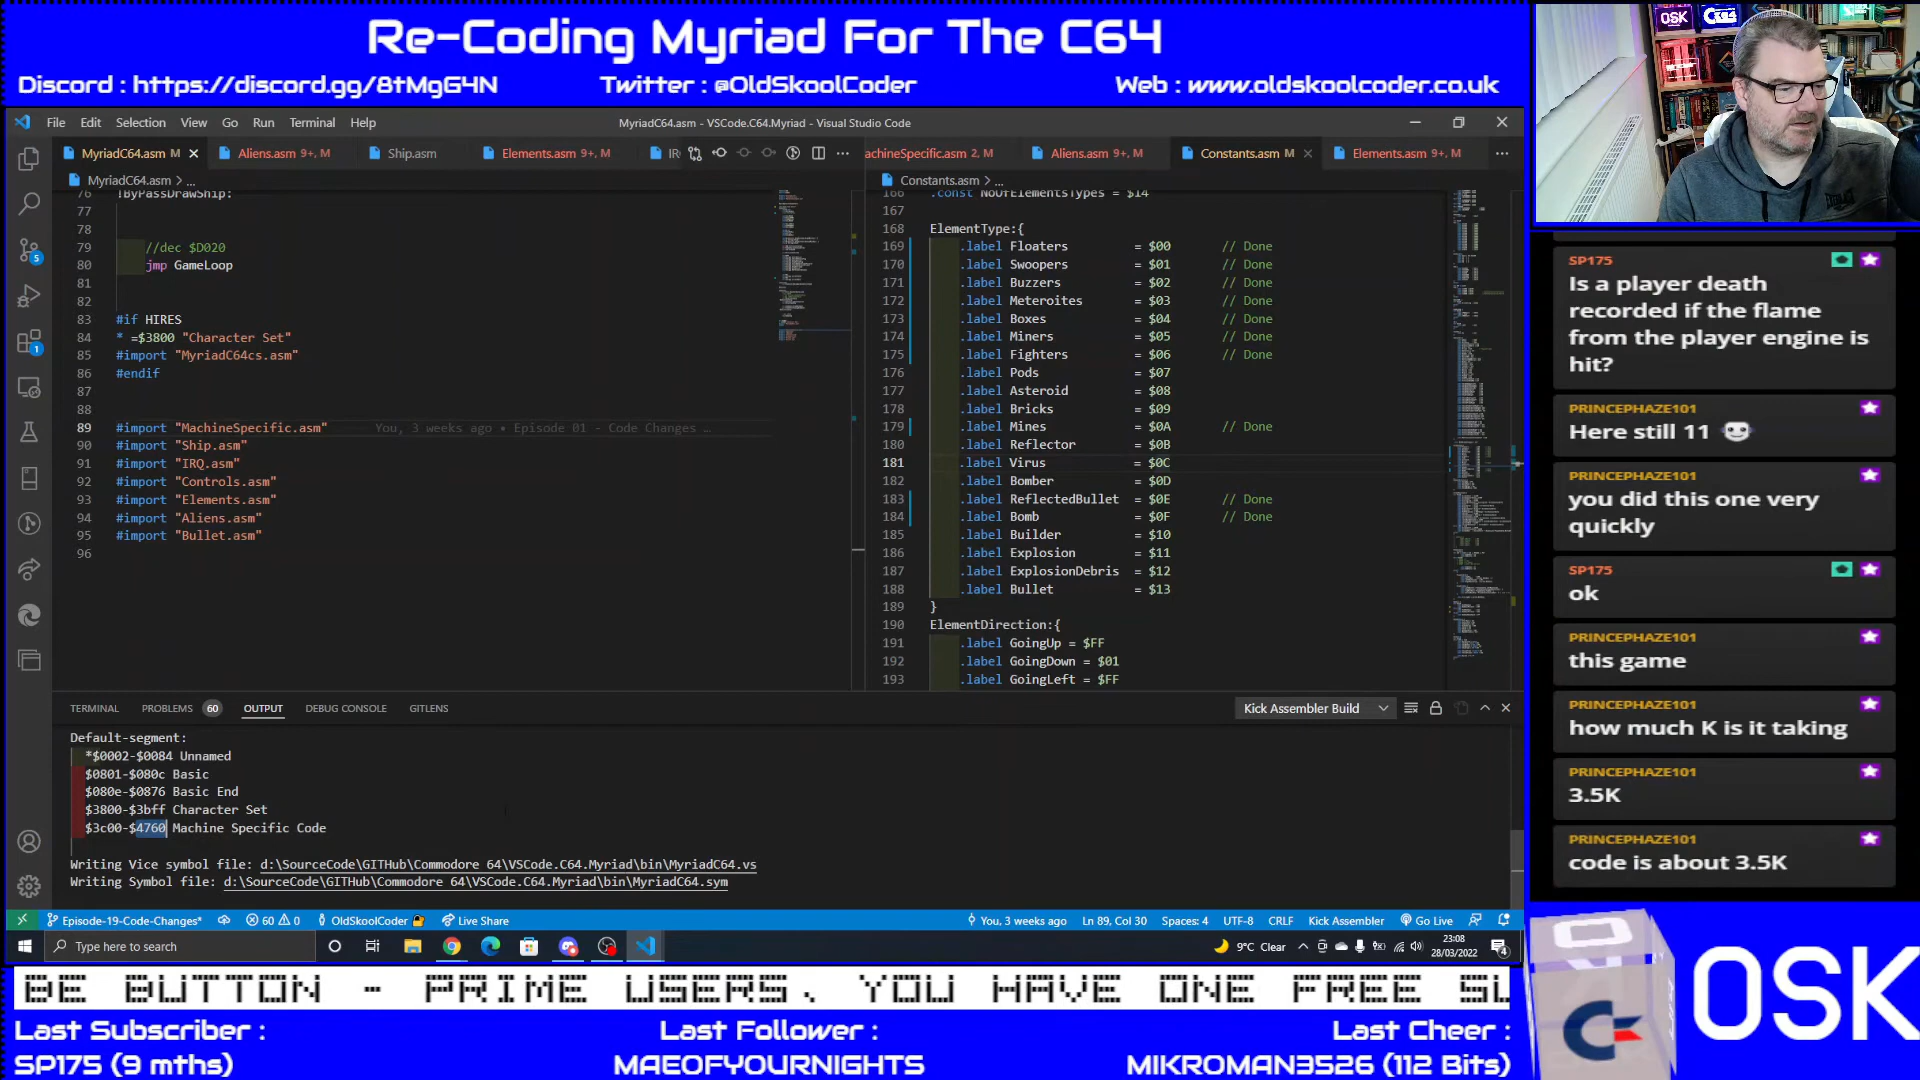 Re-Coding Myriad For The C64
Discord : https://discord.gg/8tMgG4N
Twitter : @OldSkoolCoder
Web : www.oldskoolcoder.co.uk
OSK
File Edit Selection View Go Run Terminal Help
MyriadC64.asm - VSCode.C64.Myriad - Visual Studio Code
MyriadC64.asm M
Aliens.asm 9+, M
Ship.asm
Elements.asm 9+, M
achineSpecific.asm 2, M
Aliens.asm 9+, M
Constants.asm M
Elements.asm 9+, M
MyriadC64.asm > ...
76 !ByPassDrawShip:
77
78
79 //dec $D020
80 jmp GameLoop
81
82
83 #if HIRES
84 * =$3800 "Character Set"
85 #import "MyriadC64cs.asm"
86 #endif
87
88
89 #import "MachineSpecific.asm" You, 3 weeks ago • Episode 01 - Code Changes …
90 #import "Ship.asm"
91 #import "IRQ.asm"
92 #import "Controls.asm"
93 #import "Elements.asm"
94 #import "Aliens.asm"
95 #import "Bullet.asm"
96
Constants.asm > ...
166 .const NoOfElementsTypes = $14
167
168 ElementType:{
169 .label Floaters = $00 // Done
170 .label Swoopers = $01 // Done
171 .label Buzzers = $02 // Done
172 .label Meteroites = $03 // Done
173 .label Boxes = $04 // Done
174 .label Miners = $05 // Done
175 .label Fighters = $06 // Done
176 .label Pods = $07
177 .label Asteroid = $08
178 .label Bricks = $09
179 .label Mines = $0A // Done
180 .label Reflector = $0B
181 .label Virus = $0C
182 .label Bomber = $0D
183 .label ReflectedBullet = $0E // Done
184 .label Bomb = $0F // Done
185 .label Builder = $10
186 .label Explosion = $11
187 .label ExplosionDebris = $12
188 .label Bullet = $13
189 }
190 ElementDirection:{
191 .label GoingUp = $FF
192 .label GoingDown = $01
193 .label GoingLeft = $FF
5
1
TERMINAL PROBLEMS 60 OUTPUT DEBUG CONSOLE GITLENS
Kick Assembler Build
Default-segment:
*$0002-$0084 Unnamed
$0801-$080c Basic
$080e-$0876 Basic End
$3800-$3bff Character Set
$3c00-$4760 Machine Specific Code
Writing Vice symbol file: d:\SourceCode\GITHub\Commodore 64\VSCode.C64.Myriad\bin\MyriadC64.vs
Writing Symbol file: d:\SourceCode\GITHub\Commodore 64\VSCode.C64.Myriad\bin\MyriadC64.sym
Episode-19-Code-Changes* 60 0 OldSkoolCoder Live Share You, 3 weeks ago Ln 89, Col 30 Spaces: 4 UTF-8 CRLF Kick Assembler Go Live
Type here to search
9°C Clear
23:08
28/03/2022
4
SP175
Is a player death
recorded if the flame
from the player engine is
hit?
PRINCEPHAZE101
Here still 11
PRINCEPHAZE101
you did this one very
quickly
SP175
ok
PRINCEPHAZE101
this game
PRINCEPHAZE101
how much K is it taking
PRINCEPHAZE101
3.5K
PRINCEPHAZE101
code is about 3.5K
BE BUTTON - PRIME USERS, YOU HAVE ONE FREE SU
Last Subscriber :
SP175 (9 mths)
Last Follower :
MAEOFYOURNIGHTS
Last Cheer :
MIKROMAN3526 (112 Bits)
OSK